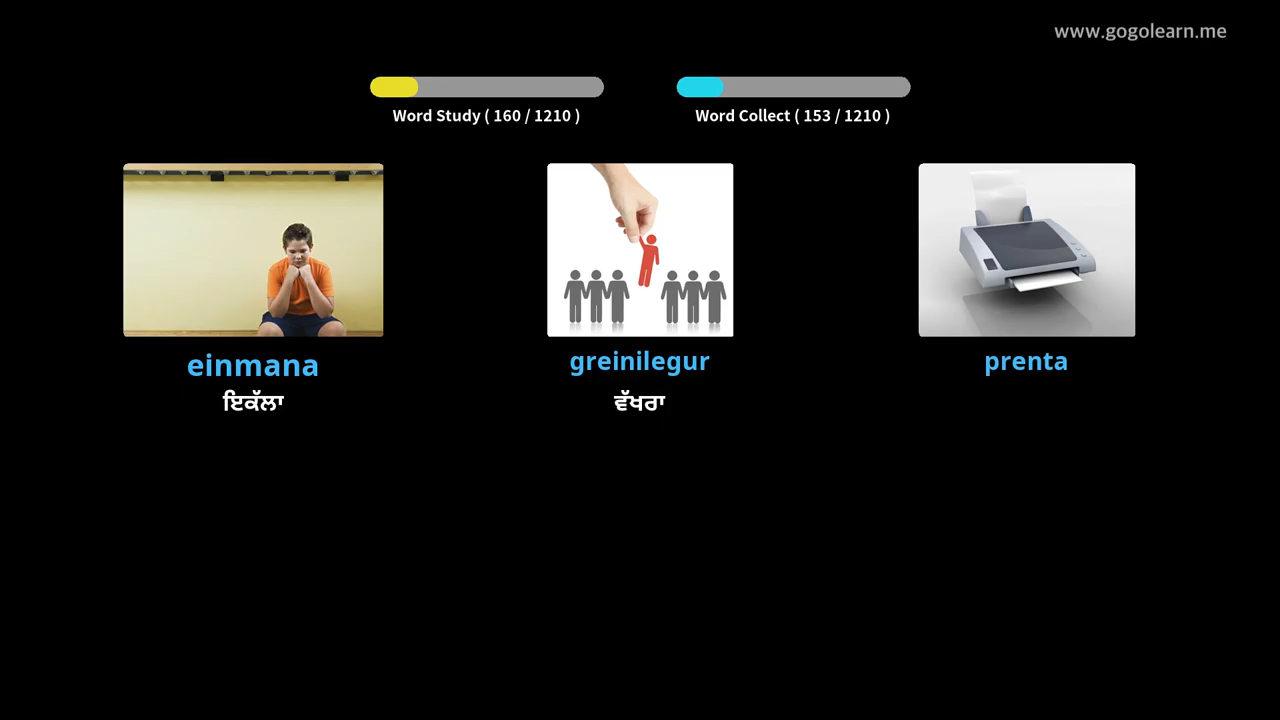 www.gogolearn.me
Word Study ( 160 / 1210 )
Word Collect ( 153 / 1210 )
einmana
ਇਕੱਲਾ
greinilegur
ਵੱਖਰਾ
prenta